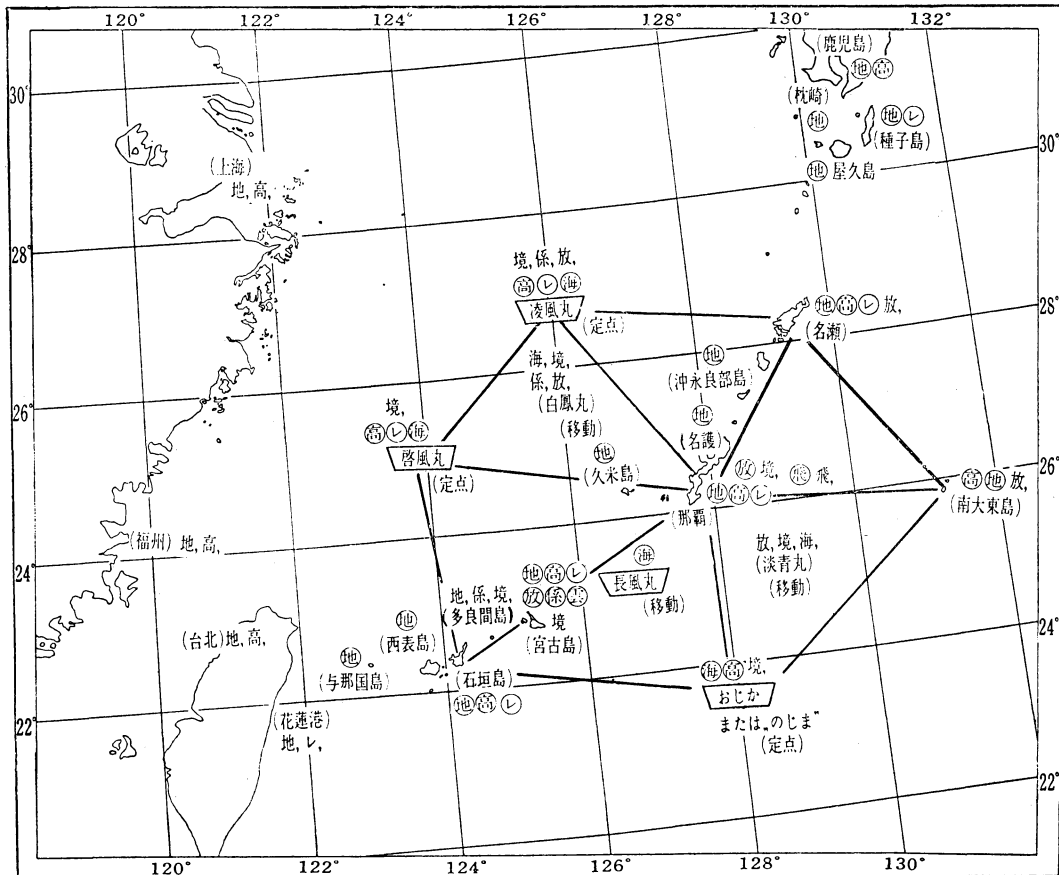 120° 122° 124° 126° 128° 130° 132°
30°
28°
26°
24°
22°
(鹿児島)
地 高
(枕崎)
地
地 レ
(種子島)
地 屋久島
30°
28°
26°
24°
22°
(上海)
地,高,
境,係,放,
高 レ 海
凌風丸
(定点)
地 高 レ 放,
(名瀬)
海,境,
係,放,
(白鳳丸)
(移動)
地
(沖永良部島)
地
(名護)
境,
高 レ 海
啓風丸
(定点)
地
(久米島)
放 境, 飛 飛,
地 高 レ
(那覇)
高 地 放,
(南大東島)
(福州) 地,高,
放,境,海,
(淡青丸)
(移動)
海
長風丸
(移動)
地 高 レ
放 係 雲
境
(宮古島)
地,係,境,
(多良間島)
地
(西表島)
地
(与那国島)
(台北)地,高,
(石垣島)
地 高 レ
(花蓮港)
地,レ,
海 高 境,
おじか
または„のじま”
(定点)
120° 122° 124° 126° 128° 130°